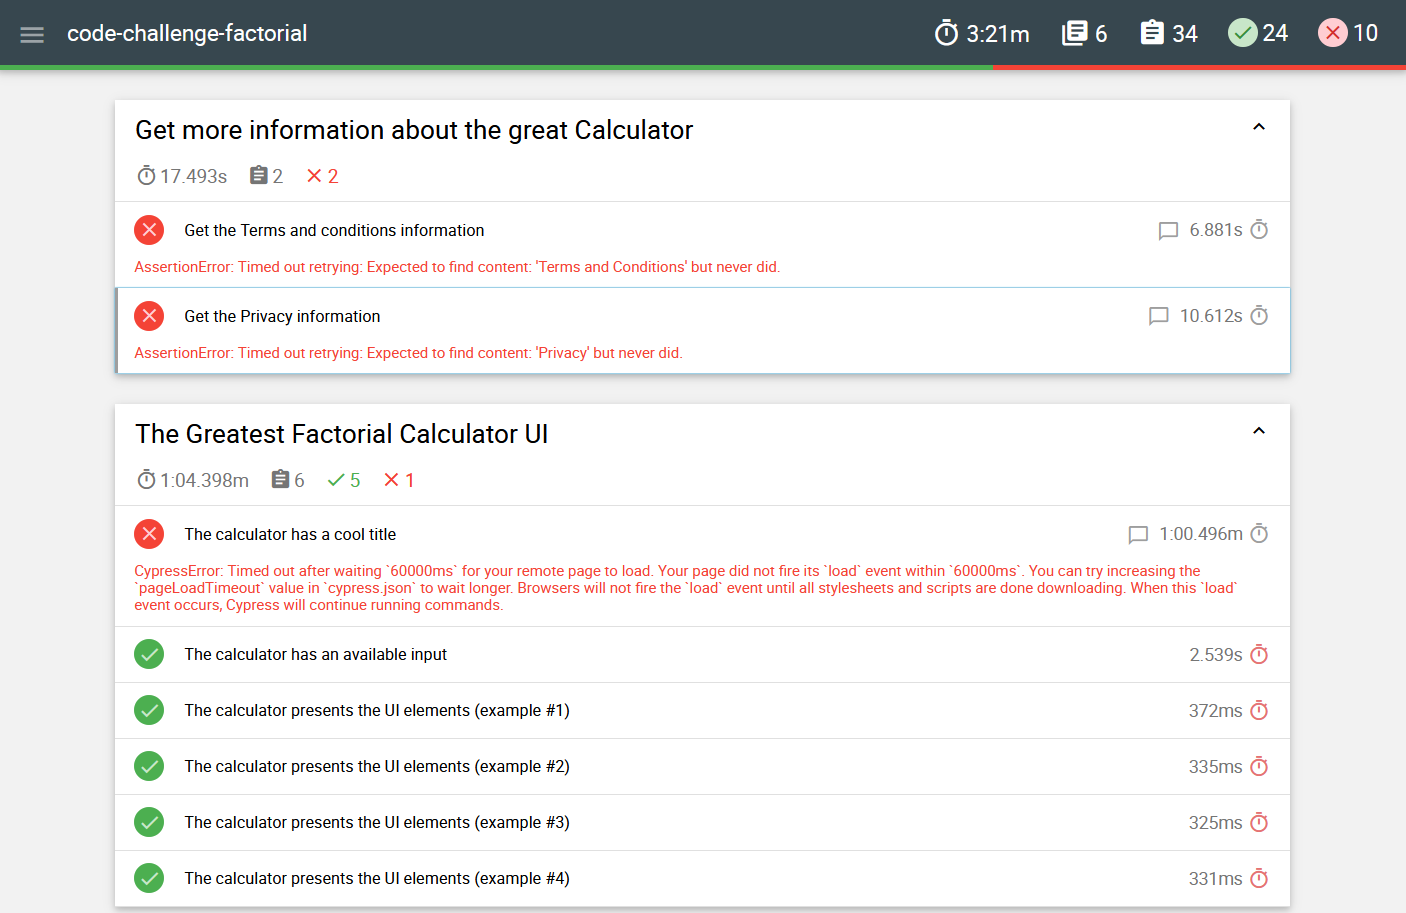 code-challenge-factorial 3:21m 6 34 24 10
Get more information about the great Calculator
17.493s 2 2
Get the Terms and conditions information 6.881s
AssertionError: Timed out retrying: Expected to find content: 'Terms and Conditions' but never did.
Get the Privacy information 10.612s
AssertionError: Timed out retrying: Expected to find content: 'Privacy' but never did.
The Greatest Factorial Calculator UI
1:04.398m 6 5 1
The calculator has a cool title 1:00.496m
CypressError: Timed out after waiting `60000ms` for your remote page to load. Your page did not fire its `load` event within `60000ms`. You can try increasing the
`pageLoadTimeout` value in `cypress.json` to wait longer. Browsers will not fire the `load` event until all stylesheets and scripts are done downloading. When this `load`
event occurs, Cypress will continue running commands.
The calculator has an available input 2.539s
The calculator presents the UI elements (example #1) 372ms
The calculator presents the UI elements (example #2) 335ms
The calculator presents the UI elements (example #3) 325ms
The calculator presents the UI elements (example #4) 331ms